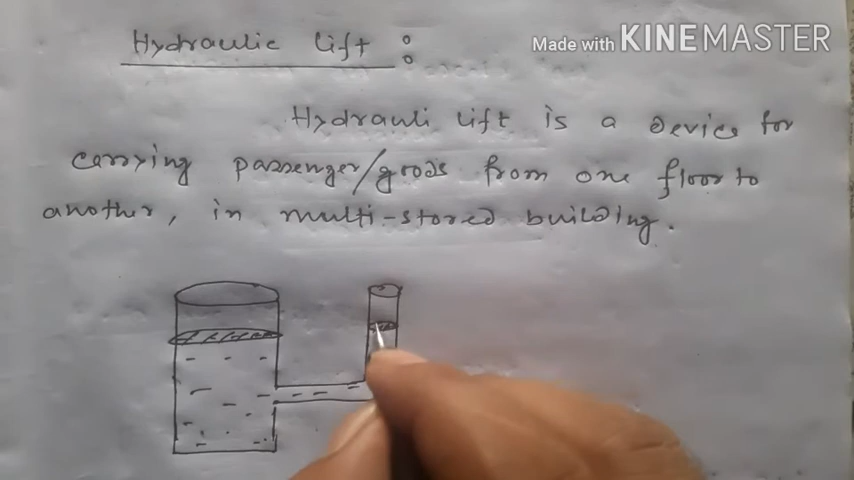 Hydraulic lift :
Made with KINEMASTER
Hydrauli lift is a Device for
carrying passenger/goods from one floor to
another, in multi-stored building.